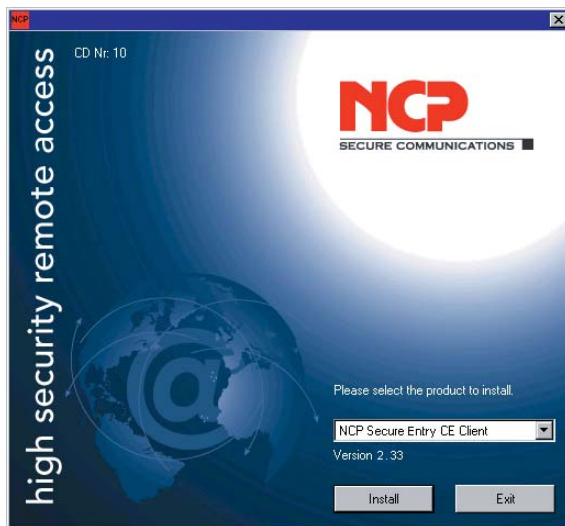 NCP
CD Nr: 10
high security remote access
NCP
SECURE COMMUNICATIONS
@
Please select the product to install.
NCP Secure Entry CE Client
Version 2.33
Install
Exit